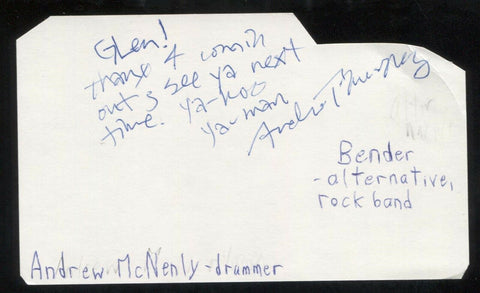 Glen!
thanx 4 comin
out & see ya next
time. ya-hoo
ya-man
Andrew
Bender
-alternative,
rock band
Andrew McNenly-drummer